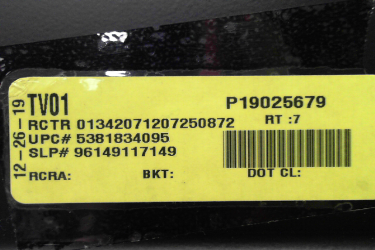 12-26-19
TV01 P19025679
RCTR 01342071207250872 RT :7
UPC# 5381834095
SLP# 96149117149
RCRA: BKT: DOT CL: